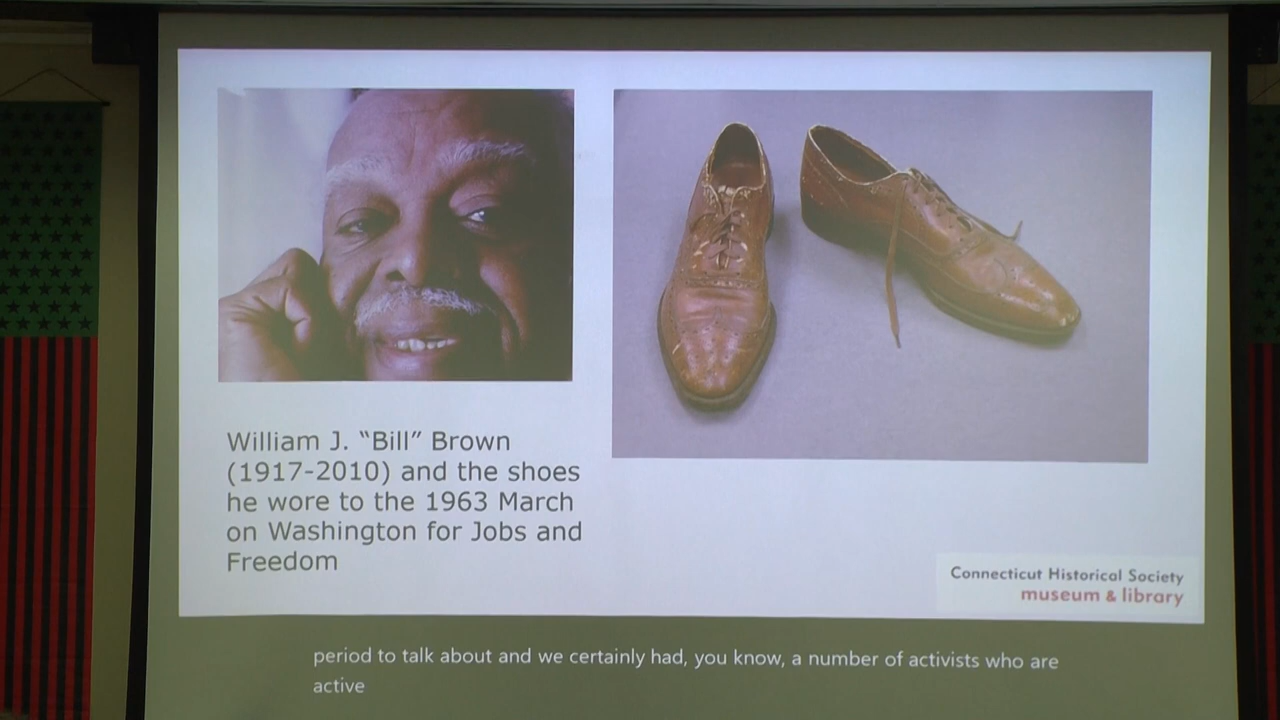 William J. “Bill” Brown
(1917-2010) and the shoes
he wore to the 1963 March
on Washington for Jobs and
Freedom
Connecticut Historical Society
museum & library
period to talk about and we certainly had, you know, a number of activists who are
active